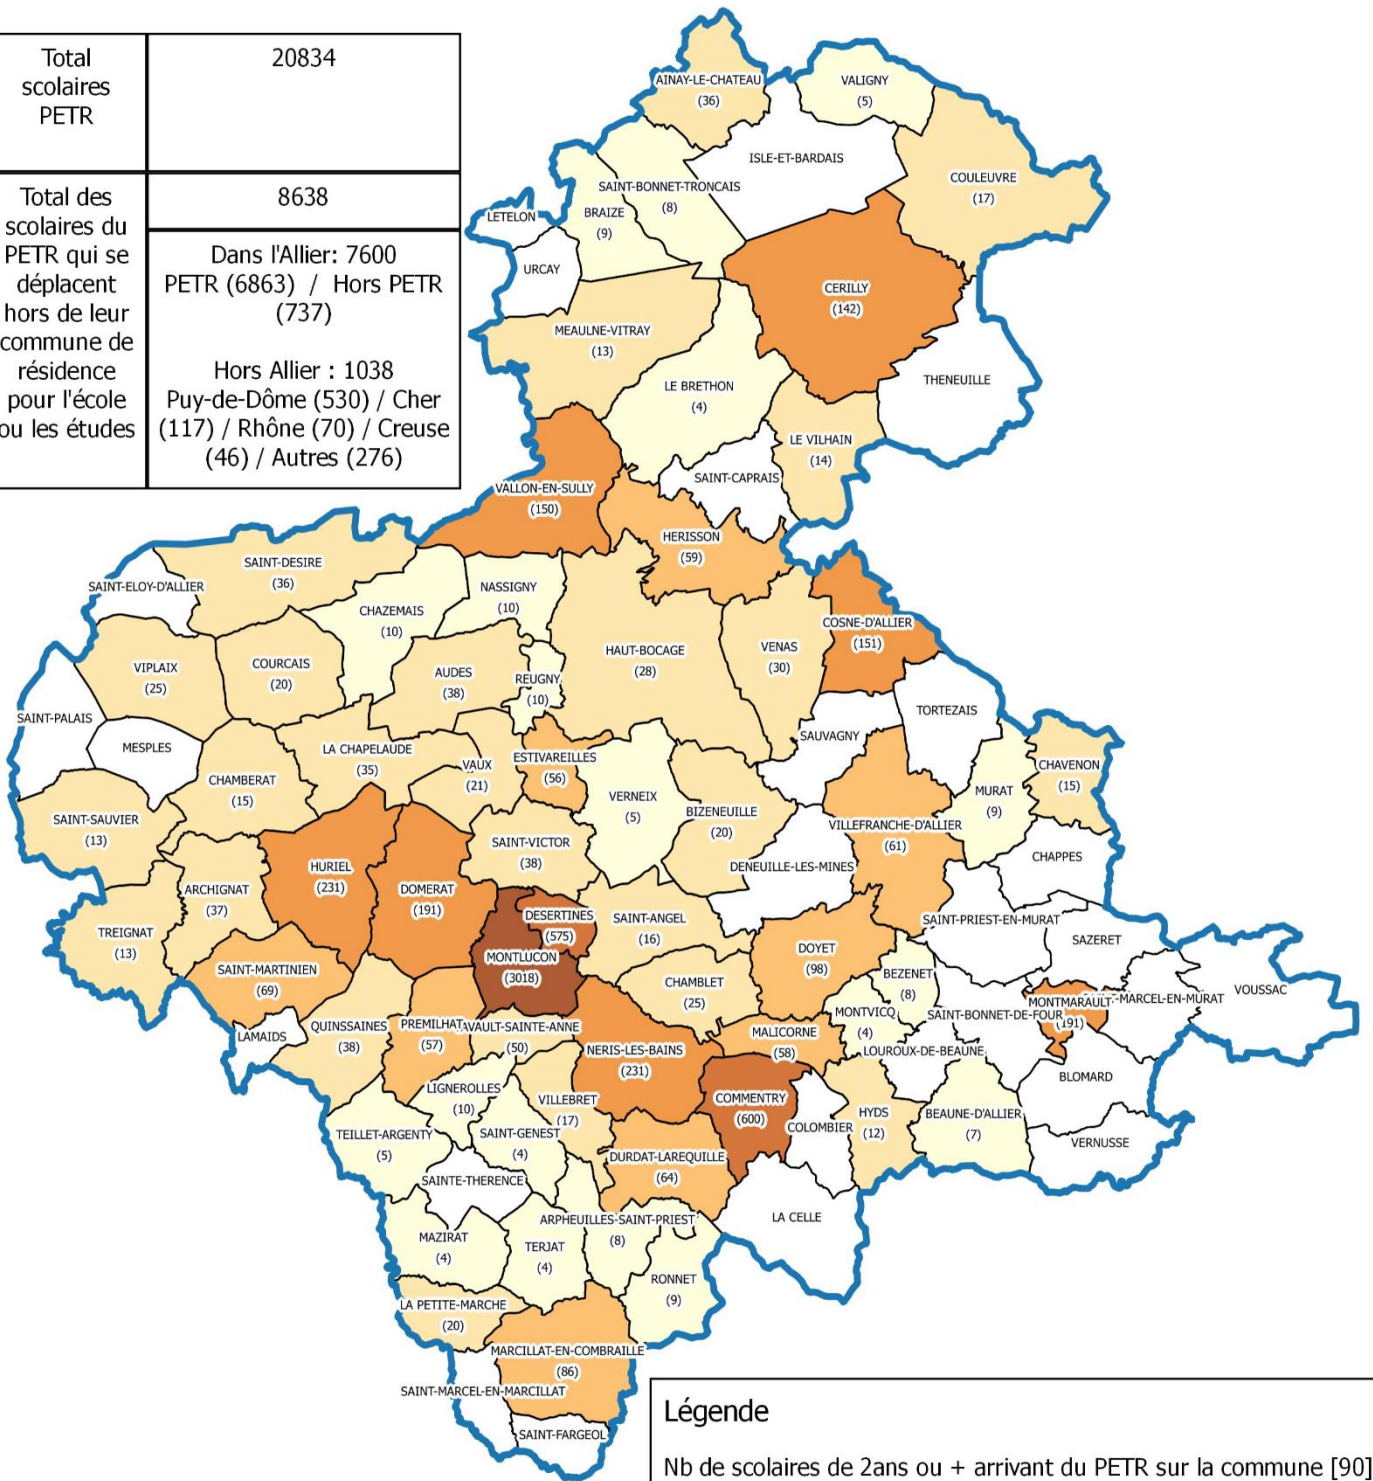 Total
scolaires
PETR
20834
Total des
scolaires du
PETR qui se
déplacent
hors de leur
commune de
résidence
pour l'école
ou les études
8638
Dans l'Allier: 7600
PETR (6863) / Hors PETR
(737)
Hors Allier : 1038
Puy-de-Dôme (530) / Cher
(117) / Rhône (70) / Creuse
(46) / Autres (276)
AINAY-LE-CHATEAU
(36)
VALIGNY
(5)
ISLE-ET-BARDAIS
COULEUVRE
(17)
SAINT-BONNET-TRONCAIS
(8)
BRAIZE
(9)
LETELON
URCAY
CERILLY
(142)
MEAULNE-VITRAY
(13)
THENEUILLE
LE BRETHON
(4)
LE VILHAIN
(14)
SAINT-CAPRAIS
VALLON-EN-SULLY
(150)
HERISSON
(59)
SAINT-DESIRE
(36)
SAINT-ELOY-D'ALLIER
NASSIGNY
(10)
CHAZEMAIS
(10)
COSNE-D'ALLIER
(151)
HAUT-BOCAGE
(28)
VENAS
(30)
VIPLAIX
(25)
COURCAIS
(20)
AUDES
(38)
REUGNY
(10)
TORTEZAIS
SAINT-PALAIS
MESPLES
SAUVAGNY
LA CHAPELAUDE
(35)
VAUX
(21)
ESTIVAREILLES
(56)
CHAVENON
(15)
CHAMBERAT
(15)
VERNEIX
(5)
BIZENEUILLE
(20)
MURAT
(9)
SAINT-SAUVIER
(13)
VILLEFRANCHE-D'ALLIER
(61)
SAINT-VICTOR
(38)
CHAPPES
DENEUILLE-LES-MINES
HURIEL
(231)
ARCHIGNAT
(37)
DOMERAT
(191)
DESERTINES
(575)
SAINT-ANGEL
(16)
SAINT-PRIEST-EN-MURAT
TREIGNAT
(13)
SAZERET
DOYET
(98)
MONTLUCON
(3018)
SAINT-MARTINIEN
(69)
BEZENET
(8)
CHAMBLET
(25)
VOUSSAC
MONTMARAULT
(191)
T-MARCEL-EN-MURAT
MONTVICQ
(4)
SAINT-BONNET-DE-FOUR
LAMAIDS
QUINSSAINES
(38)
PREMILHAT
(57)
AVAULT-SAINTE-ANNE
(50)
MALICORNE
(58)
NERIS-LES-BAINS
(231)
LOUROUX-DE-BEAUNE
BLOMARD
LIGNEROLLES
(10)
VILLEBRET
(17)
COMMENTRY
(600)
HYDS
(12)
BEAUNE-D'ALLIER
(7)
COLOMBIER
TEILLET-ARGENTY
(5)
SAINT-GENEST
(4)
VERNUSSE
DURDAT-LAREQUILLE
(64)
SAINTE-THERENCE
LA CELLE
ARPHEUILLES-SAINT-PRIEST
(8)
MAZIRAT
(4)
TERJAT
(4)
RONNET
(9)
LA PETITE-MARCHE
(20)
MARCILLAT-EN-COMBRAILLE
(86)
SAINT-MARCEL-EN-MARCILLAT
SAINT-FARGEOL
Légende
Nb de scolaires de 2ans ou + arrivant du PETR sur la commune [90]